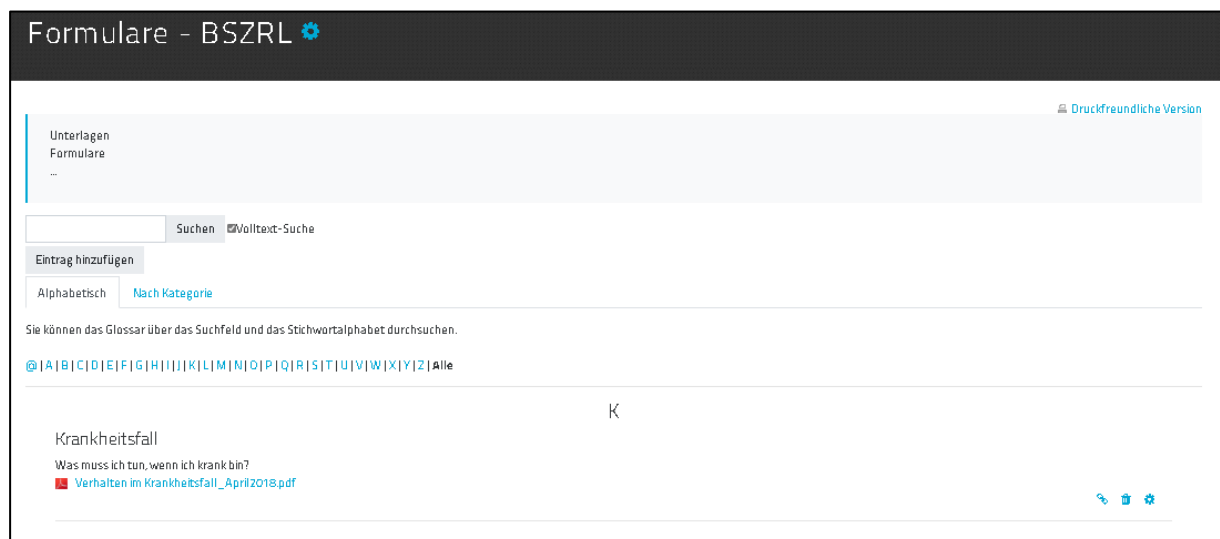 Formulare - BSZRL
Druckfreundliche Version
Unterlagen
Formulare
...
Suchen Volltext-Suche
Eintrag hinzufügen
Alphabetisch Nach Kategorie
Sie können das Glossar über das Suchfeld und das Stichwortalphabet durchsuchen.
@ | A | B | C | D | E | F | G | H | I | J | K | L | M | N | O | P | Q | R | S | T | U | V | W | X | Y | Z | Alle
K
Krankheitsfall
Was muss ich tun, wenn ich krank bin?
Verhalten im Krankheitsfall_April2018.pdf